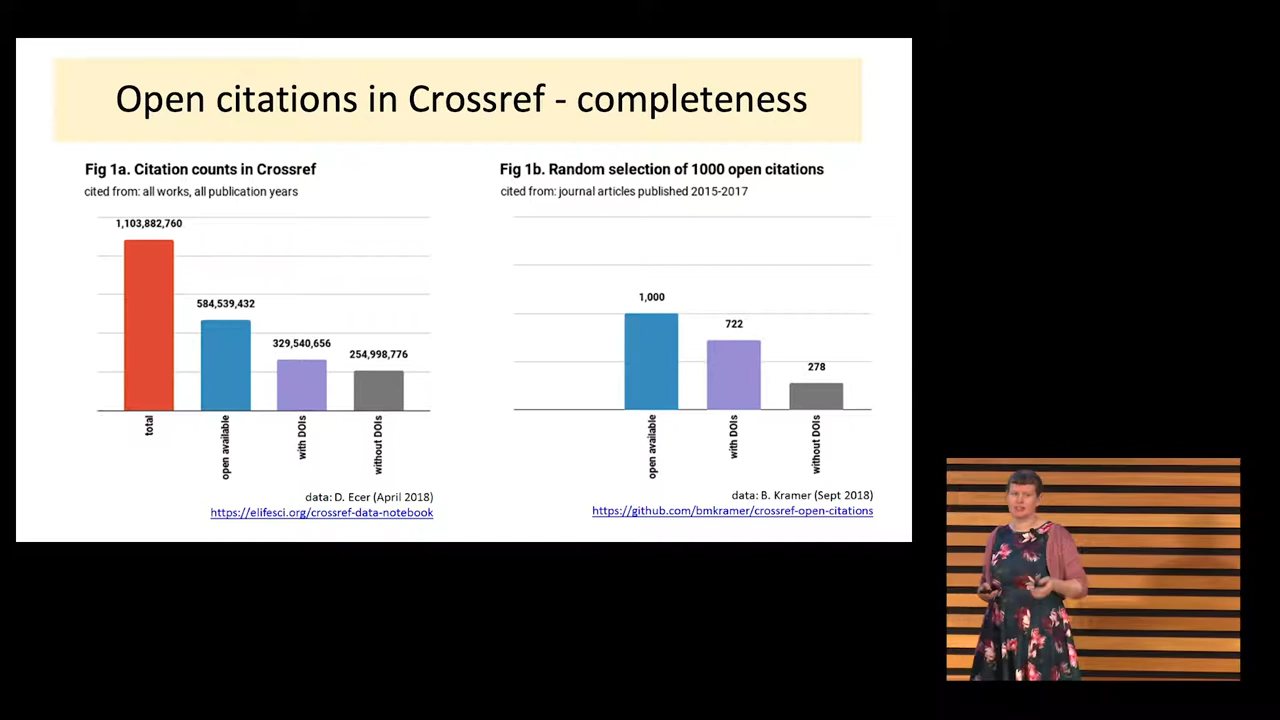 Open citations in Crossref - completeness
Fig 1a. Citation counts in Crossref
cited from: all works, all publication years
1,103,882,760
584,539,432
329,540,656
254,998,776
total
open available
with DOIs
without DOIs
data: D. Ecer (April 2018)
https://elifesci.org/crossref-data-notebook
Fig 1b. Random selection of 1000 open citations
cited from: journal articles published 2015-2017
1,000
722
278
open available
with DOIs
without DOIs
data: B. Kramer (Sept 2018)
https://github.com/bmkramer/crossref-open-citations